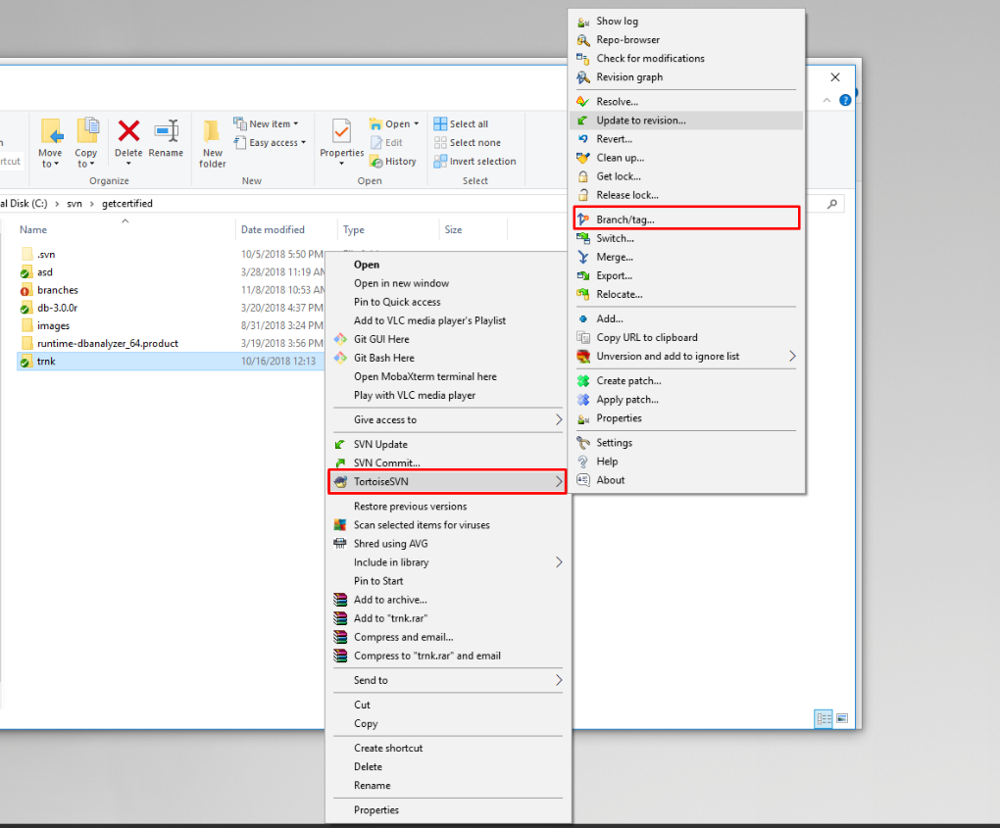 Show log
Repo-browser
Check for modifications
Revision graph
Resolve...
Update to revision...
Revert...
Clean up...
Get lock...
Release lock...
Branch/tag...
Switch...
Merge...
Export...
Relocate...
Add...
Copy URL to clipboard
Unversion and add to ignore list
Create patch...
Apply patch...
Properties
Settings
Help
About
Move to
Copy to
Delete
Rename
Organize
New folder
New item
Easy access
New
Properties
Open
Edit
History
Open
Select all
Select none
Invert selection
Select
al Disk (C:) > svn > getcertified
Name Date modified Type Size
.svn 10/5/2018 5:50 PM
asd 3/28/2018 11:19 AM
branches 11/8/2018 10:53 AM
db-3.0.0r 3/20/2018 4:37 PM
images 8/31/2018 3:24 PM
runtime-dbanalyzer_64.product 3/19/2018 3:56 PM
trnk 10/16/2018 12:13
Open
Open in new window
Pin to Quick access
Add to VLC media player's Playlist
Git GUI Here
Git Bash Here
Open MobaXterm terminal here
Play with VLC media player
Give access to
SVN Update
SVN Commit...
TortoiseSVN
Restore previous versions
Scan selected items for viruses
Shred using AVG
Include in library
Pin to Start
Add to archive...
Add to "trnk.rar"
Compress and email...
Compress to "trnk.rar" and email
Send to
Cut
Copy
Create shortcut
Delete
Rename
Properties